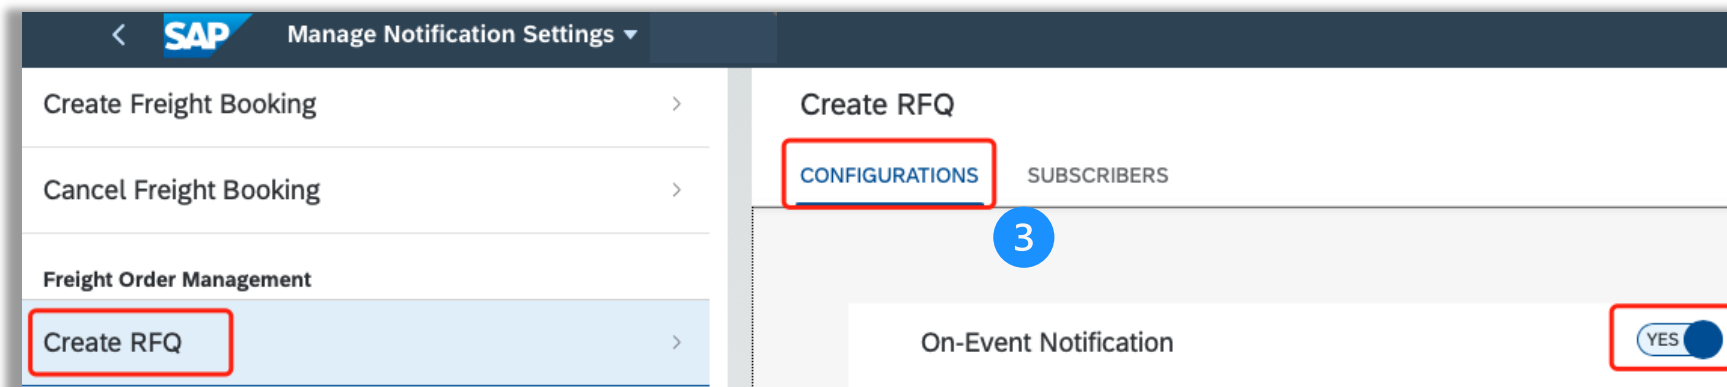 SAP Manage Notification Settings
Create Freight Booking
Cancel Freight Booking
Freight Order Management
Create RFQ
Create RFQ
CONFIGURATIONS SUBSCRIBERS
3
On-Event Notification YES